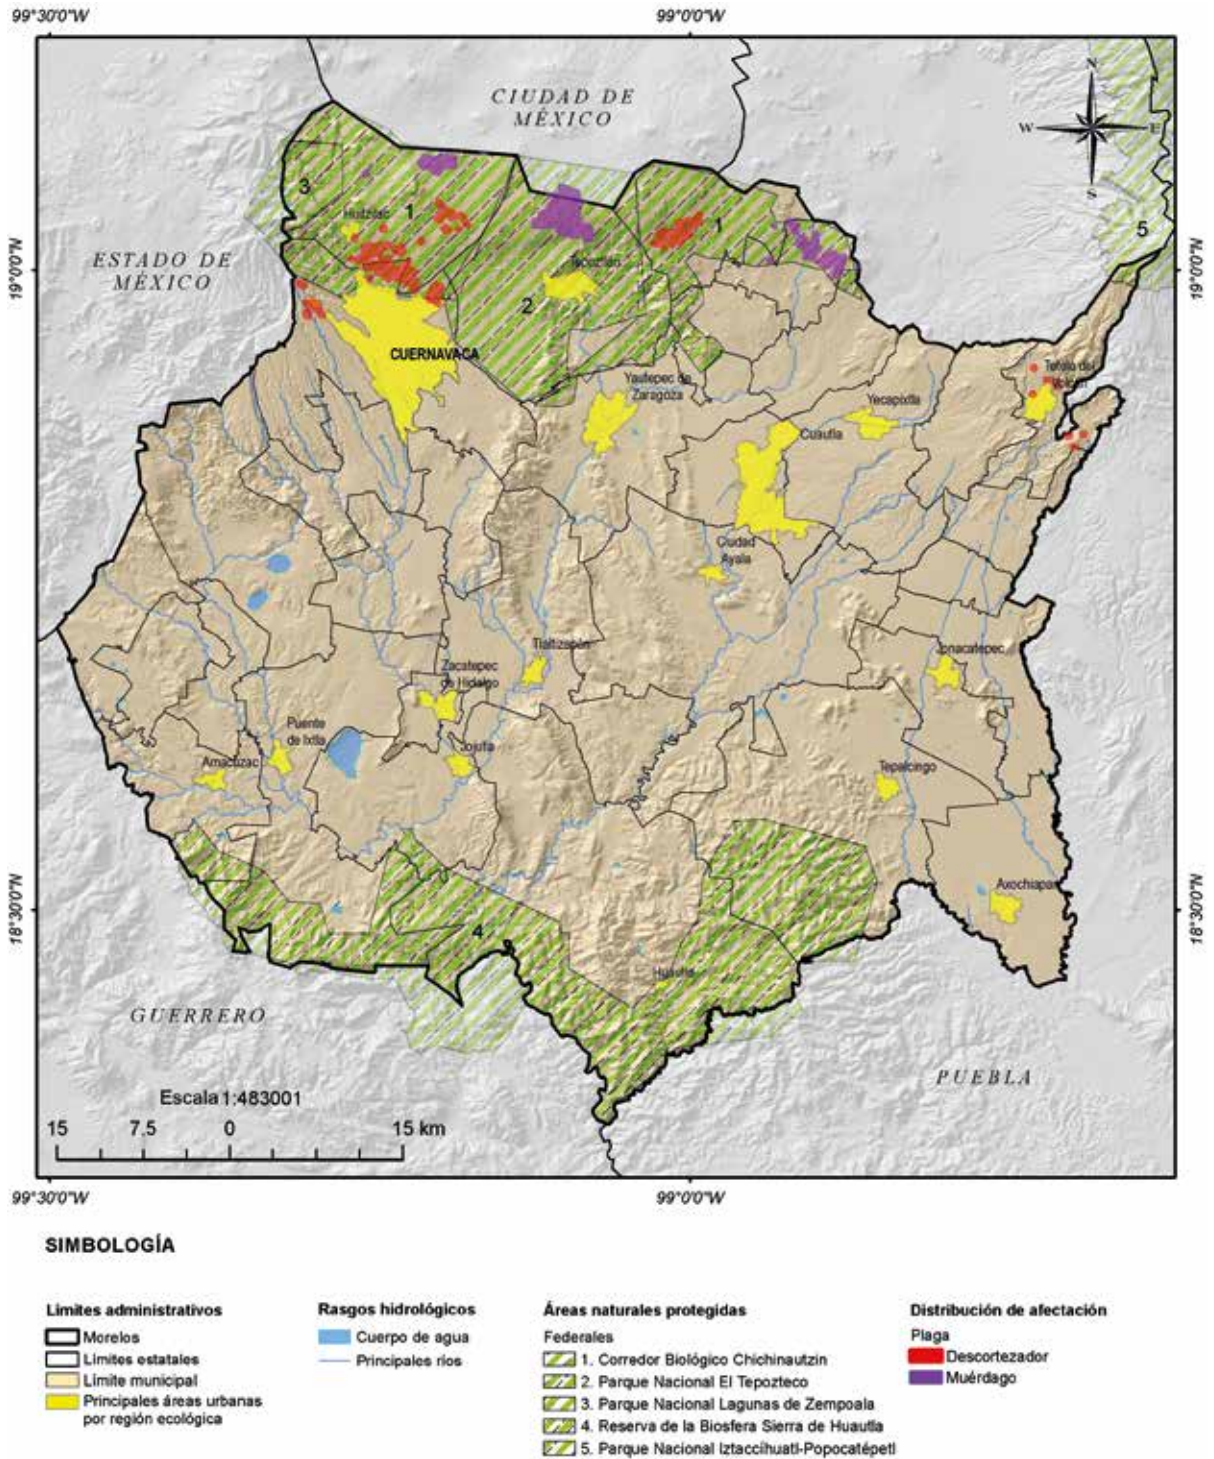 99°30'0"W
99°0'0"W
CIUDAD DE
MÉXICO
N
W
E
S
3
1
1
5
Huitzilac
ESTADO DE
MÉXICO
19°0'0"N
19°0'0"N
Tepoztlán
2
CUERNAVACA
Tetela del
Volcán
Yautepec de
Zaragoza
Yecapixtla
Cuautla
Ciudad
Ayala
Tlaltizapán
Jonacatepec
Zacatepec
de Hidalgo
Puente
de Ixtla
Jojutla
Amacuzac
Tepalcingo
Axochiapan
18°30'0"N
18°30'0"N
4
Huautla
GUERRERO
PUEBLA
Escala 1:483001
15 7.5 0 15 km
99°30'0"W
99°0'0"W
SIMBOLOGÍA
Límites administrativos
Morelos
Límites estatales
Límite municipal
Principales áreas urbanas
por región ecológica
Rasgos hidrológicos
Cuerpo de agua
Principales ríos
Áreas naturales protegidas
Federales
1. Corredor Biológico Chichinautzin
2. Parque Nacional El Tepozteco
3. Parque Nacional Lagunas de Zempoala
4. Reserva de la Biosfera Sierra de Huautla
5. Parque Nacional Iztaccíhuatl-Popocatépetl
Distribución de afectación
Plaga
Descortezador
Muérdago